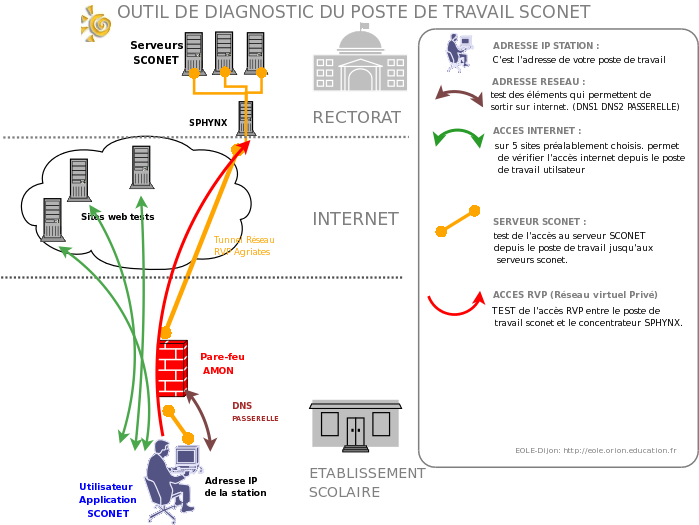 OUTIL DE DIAGNOSTIC DU POSTE DE TRAVAIL SCONET
Serveurs
SCONET
SPHYNX
RECTORAT
Sites web tests
INTERNET
Tunnel Réseau
RVP Agriates
Pare-feu
AMON
DNS
PASSERELLE
Utilisateur
Application
SCONET
Adresse IP
de la station
ETABLISSEMENT
SCOLAIRE
ADRESSE IP STATION :
C'est l'adresse de votre poste de travail
ADRESSE RESEAU :
test des éléments qui permettent de
sortir sur internet. (DNS1 DNS2 PASSERELLE)
ACCES INTERNET :
sur 5 sites préalablement choisis. permet
de vérifier l'accès internet depuis le poste
de travail utilsateur
SERVEUR SCONET :
test de l'accès au serveur SCONET
depuis le poste de travail jusqu'aux
serveurs sconet.
ACCES RVP (Réseau virtuel Privé)
TEST de l'accès RVP entre le poste de
travail sconet et le concentrateur SPHYNX.
EOLE-Dijon: http://eole.orion.education.fr